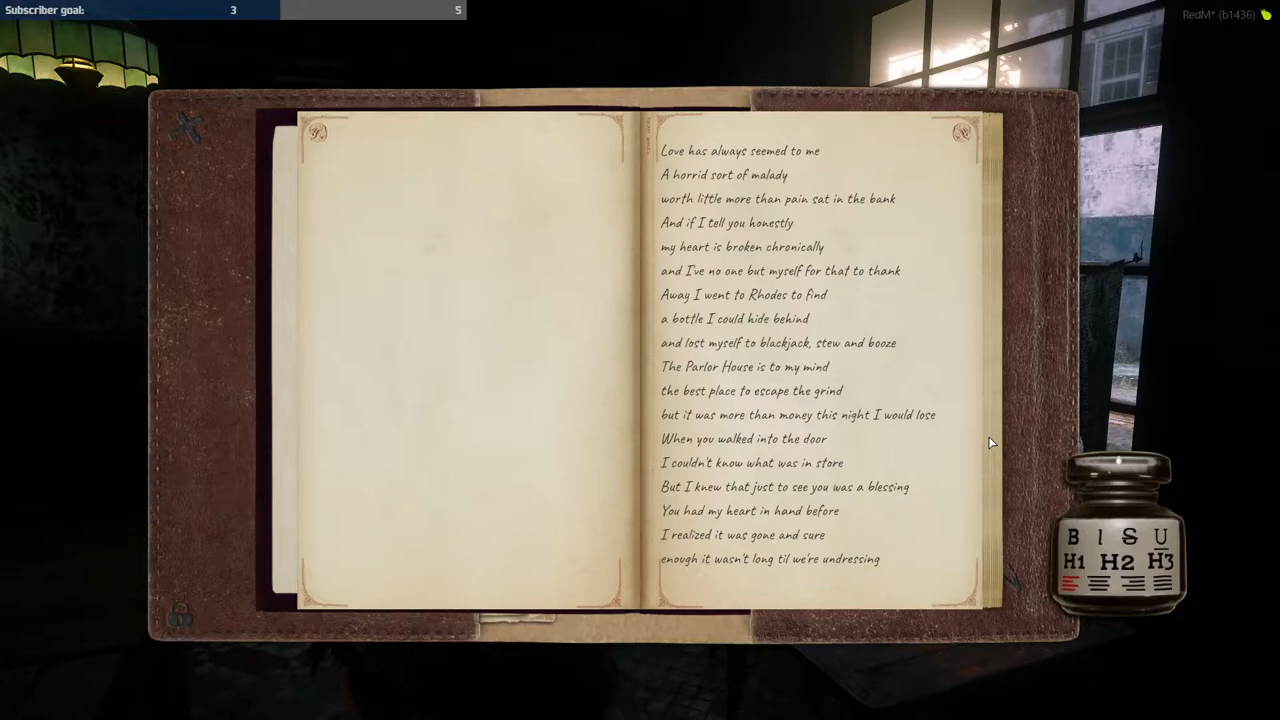 Subscriber goal: 3 5
RedM* (b1436)
Love has always seemed to me
A horrid sort of malady
worth little more than pain sat in the bank
And if I tell you honestly
my heart is broken chronically
and I've no one but myself for that to thank
Away I went to Rhodes to find
a bottle I could hide behind
and lost myself to blackjack, stew and booze
The Parlor House is to my mind
the best place to escape the grind
but it was more than money this night I would lose
When you walked into the door
I couldn't know what was in store
But I knew that just to see you was a blessing
You had my heart in hand before
I realized it was gone and sure
enough it wasn't long til we're undressing
B I S U
H1 H2 H3